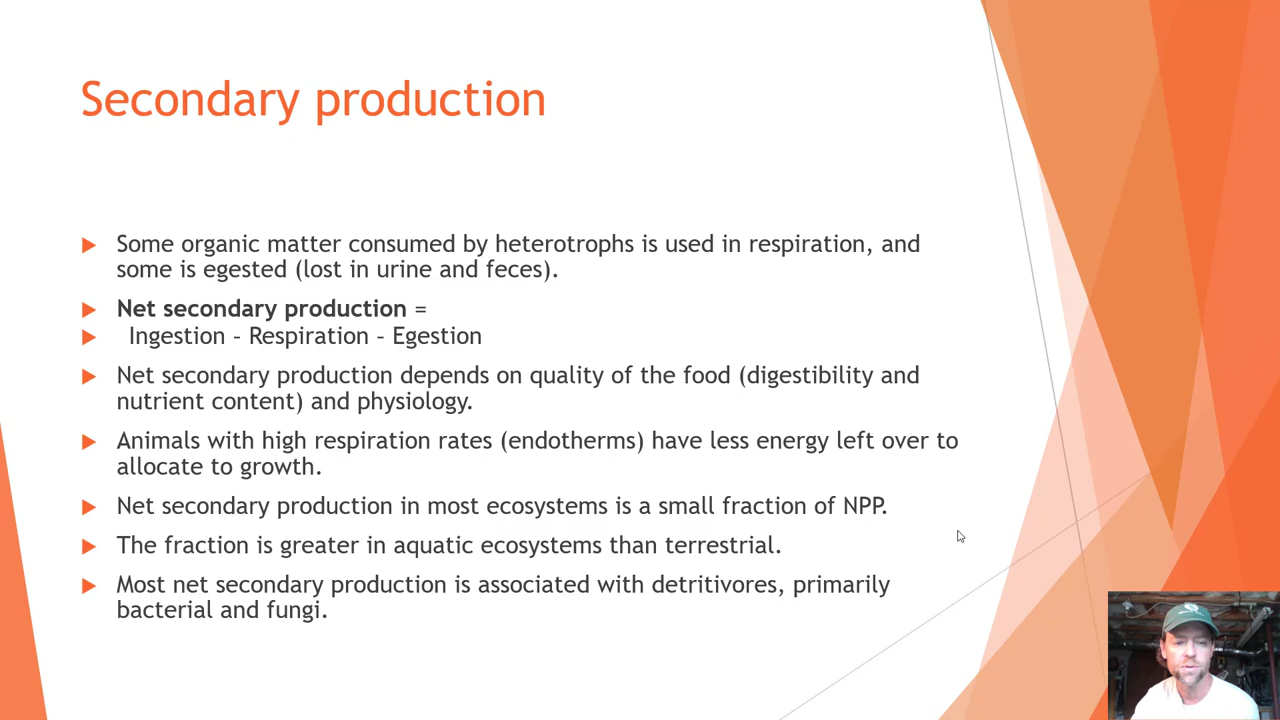 Secondary production
Some organic matter consumed by heterotrophs is used in respiration, and
some is egested (lost in urine and feces).
Net secondary production =
Ingestion – Respiration – Egestion
Net secondary production depends on quality of the food (digestibility and
nutrient content) and physiology.
Animals with high respiration rates (endotherms) have less energy left over to
allocate to growth.
Net secondary production in most ecosystems is a small fraction of NPP.
The fraction is greater in aquatic ecosystems than terrestrial.
Most net secondary production is associated with detritivores, primarily
bacterial and fungi.